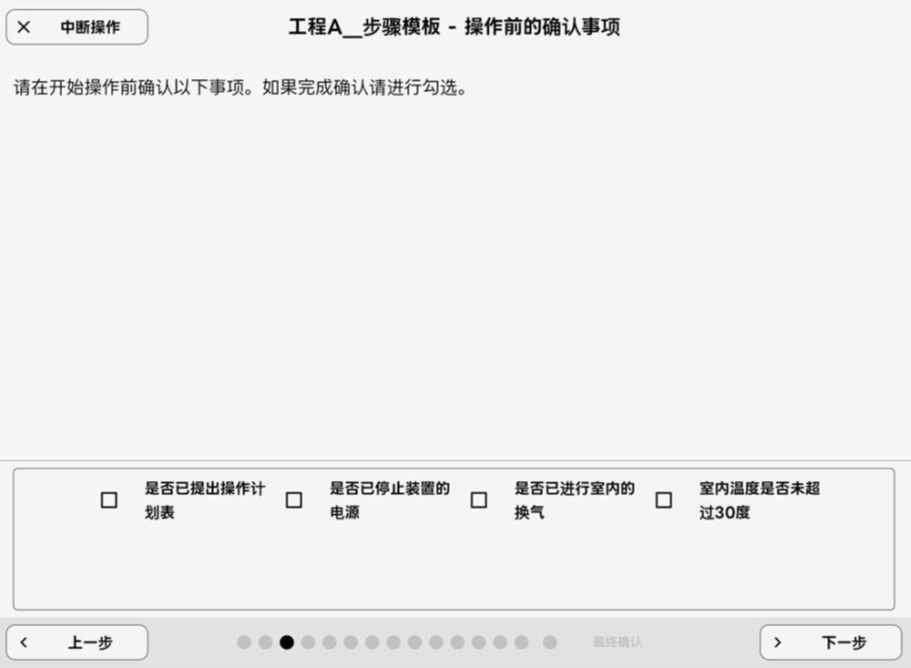 中断操作
工程A__步骤模板 - 操作前的确认事项
请在开始操作前确认以下事项。如果完成确认请进行勾选。
是否已提出操作计
划表
是否已停止装置的
电源
是否已进行室内的
换气
室内温度是否未超
过30度
上一步
最终确认
下一步